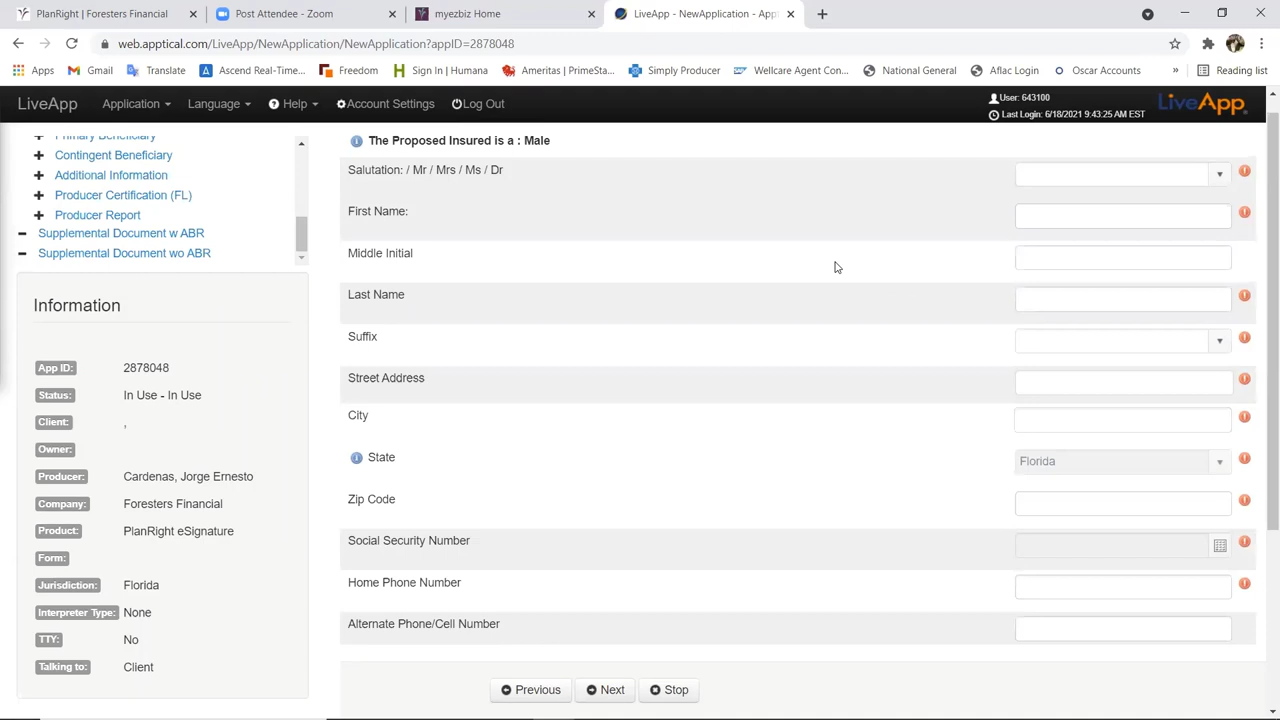 PlanRight | Foresters Financial
Post Attendee - Zoom
myezbiz Home
LiveApp - NewApplication - Appt
web.apptical.com/LiveApp/NewApplication/NewApplication?appID=2878048
Apps Gmail Translate Ascend Real-Time... Freedom Sign In | Humana Ameritas | PrimeSta... Simply Producer Wellcare Agent Con... National General Aflac Login Oscar Accounts » Reading list
LiveApp Application Language Help Account Settings Log Out User: 643100 LiveApp
Last Login: 6/18/2021 9:43:25 AM EST
Primary Beneficiary
Contingent Beneficiary
Additional Information
Producer Certification (FL)
Producer Report
Supplemental Document w ABR
Supplemental Document wo ABR
Information
App ID: 2878048
Status: In Use - In Use
Client: ,
Owner:
Producer: Cardenas, Jorge Ernesto
Company: Foresters Financial
Product: PlanRight eSignature
Form:
Jurisdiction: Florida
Interpreter Type: None
TTY: No
Talking to: Client
The Proposed Insured is a : Male
Salutation: / Mr / Mrs / Ms / Dr
First Name:
Middle Initial
Last Name
Suffix
Street Address
City
State Florida
Zip Code
Social Security Number
Home Phone Number
Alternate Phone/Cell Number
Previous Next Stop